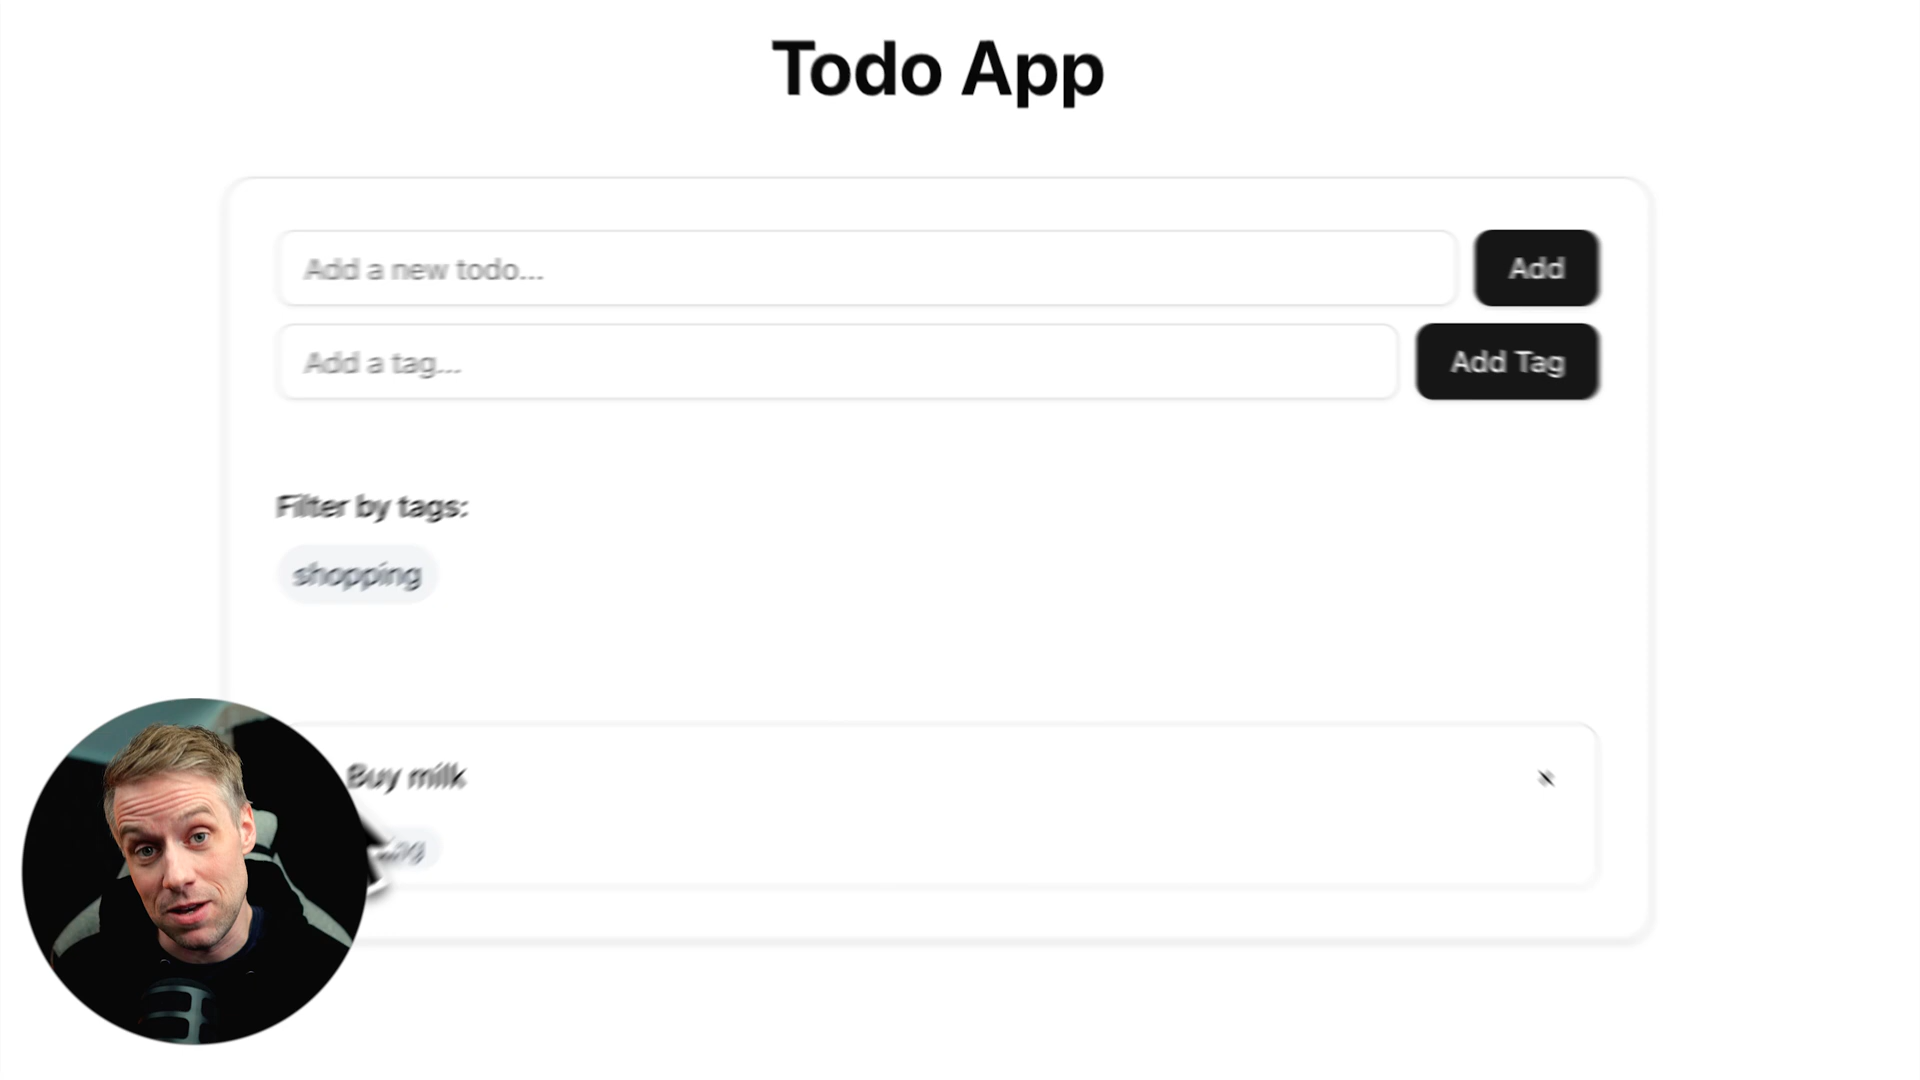 Todo App
Add a new todo...
Add
Add a tag...
Add Tag
Filter by tags:
shopping
Buy milk